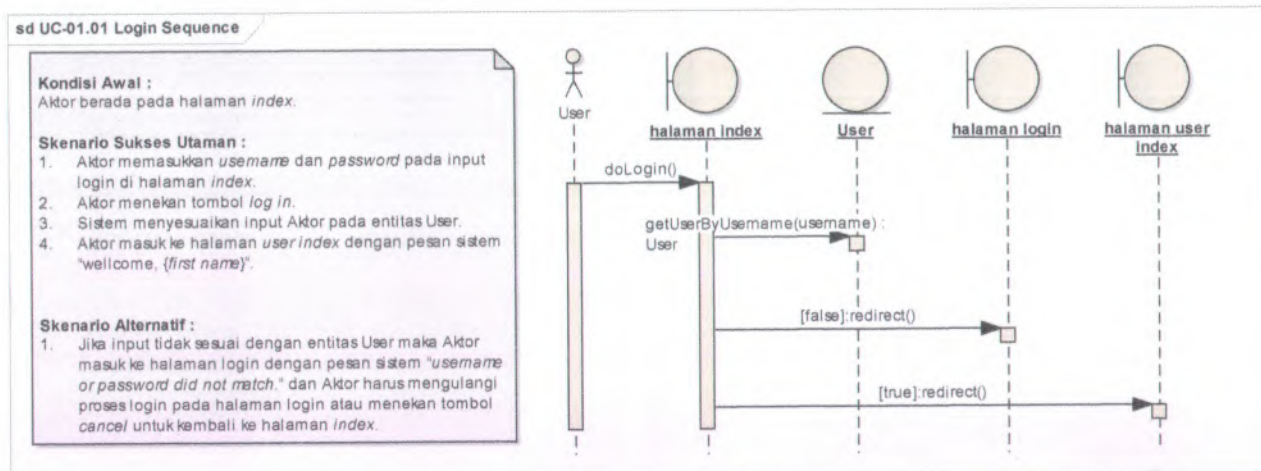 sd UC-01.01 Login Sequence
Kondisi Awal :
Aktor berada pada halaman index.
Skenario Sukses Utaman :
1. Aktor memasukkan username dan password pada input
login di halaman index.
2. Aktor menekan tombol log in.
3. Sistem menyesuaikan input Aktor pada entitas User.
4. Aktor masuk ke halaman user index dengan pesan sistem
"wellcome, {first name}".
Skenario Alternatif :
1. Jika input tidak sesuai dengan entitas User maka Aktor
masuk ke halaman login dengan pesan sistem "username
or password did not match." dan Aktor harus mengulangi
proses login pada halaman login atau menekan tombol
cancel untuk kembali ke halaman index.
User
halaman index
User
halaman login
halaman user
index
doLogin()
getUserByUsername(username) :
User
[false]:redirect()
[true]:redirect()